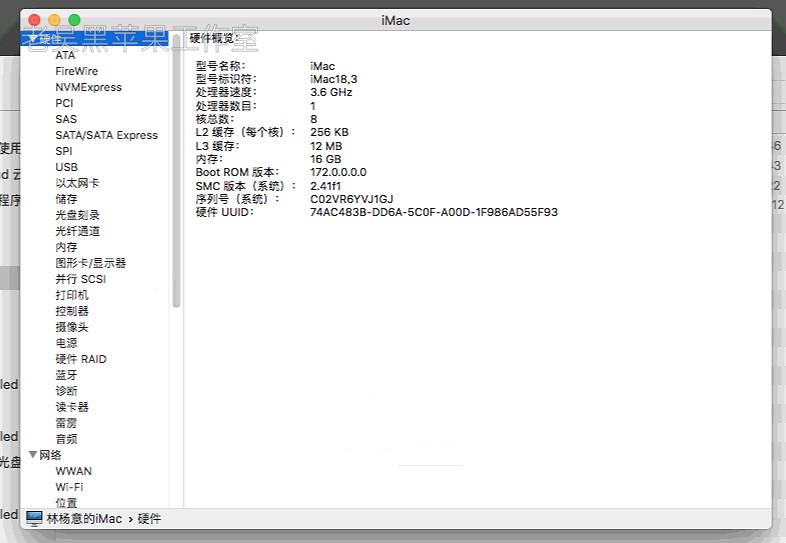 iMac
老吴黑苹果工作室
硬件
ATA
FireWire
NVMExpress
PCI
SAS
SATA/SATA Express
SPI
USB
以太网卡
储存
光盘刻录
光纤通道
内存
图形卡/显示器
并行 SCSI
打印机
控制器
摄像头
电源
硬件 RAID
蓝牙
诊断
读卡器
雷雳
音频
网络
WWAN
Wi-Fi
位置
硬件概览:
型号名称: iMac
型号标识符: iMac18,3
处理器速度: 3.6 GHz
处理器数目: 1
核总数: 8
L2 缓存（每个核）: 256 KB
L3 缓存: 12 MB
内存: 16 GB
Boot ROM 版本: 172.0.0.0.0
SMC 版本（系统）: 2.41f1
序列号（系统）: C02VR6YVJ1GJ
硬件 UUID: 74AC483B-DD6A-5C0F-A00D-1F986AD55F93
林杨意的iMac › 硬件
使用
d 云
程序
led
led
光盘
led
46
43
22
12